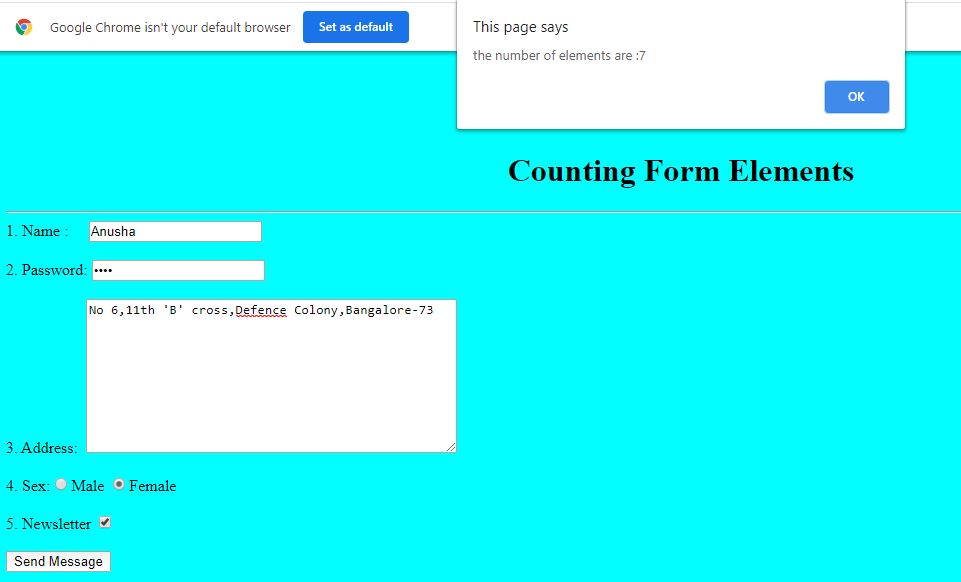 Google Chrome isn't your default browser Set as default
This page says
the number of elements are :7
OK
Counting Form Elements
1. Name : Anusha
2. Password: ••••
No 6,11th 'B' cross,Defence Colony,Bangalore-73
3. Address:
4. Sex: Male Female
5. Newsletter
Send Message